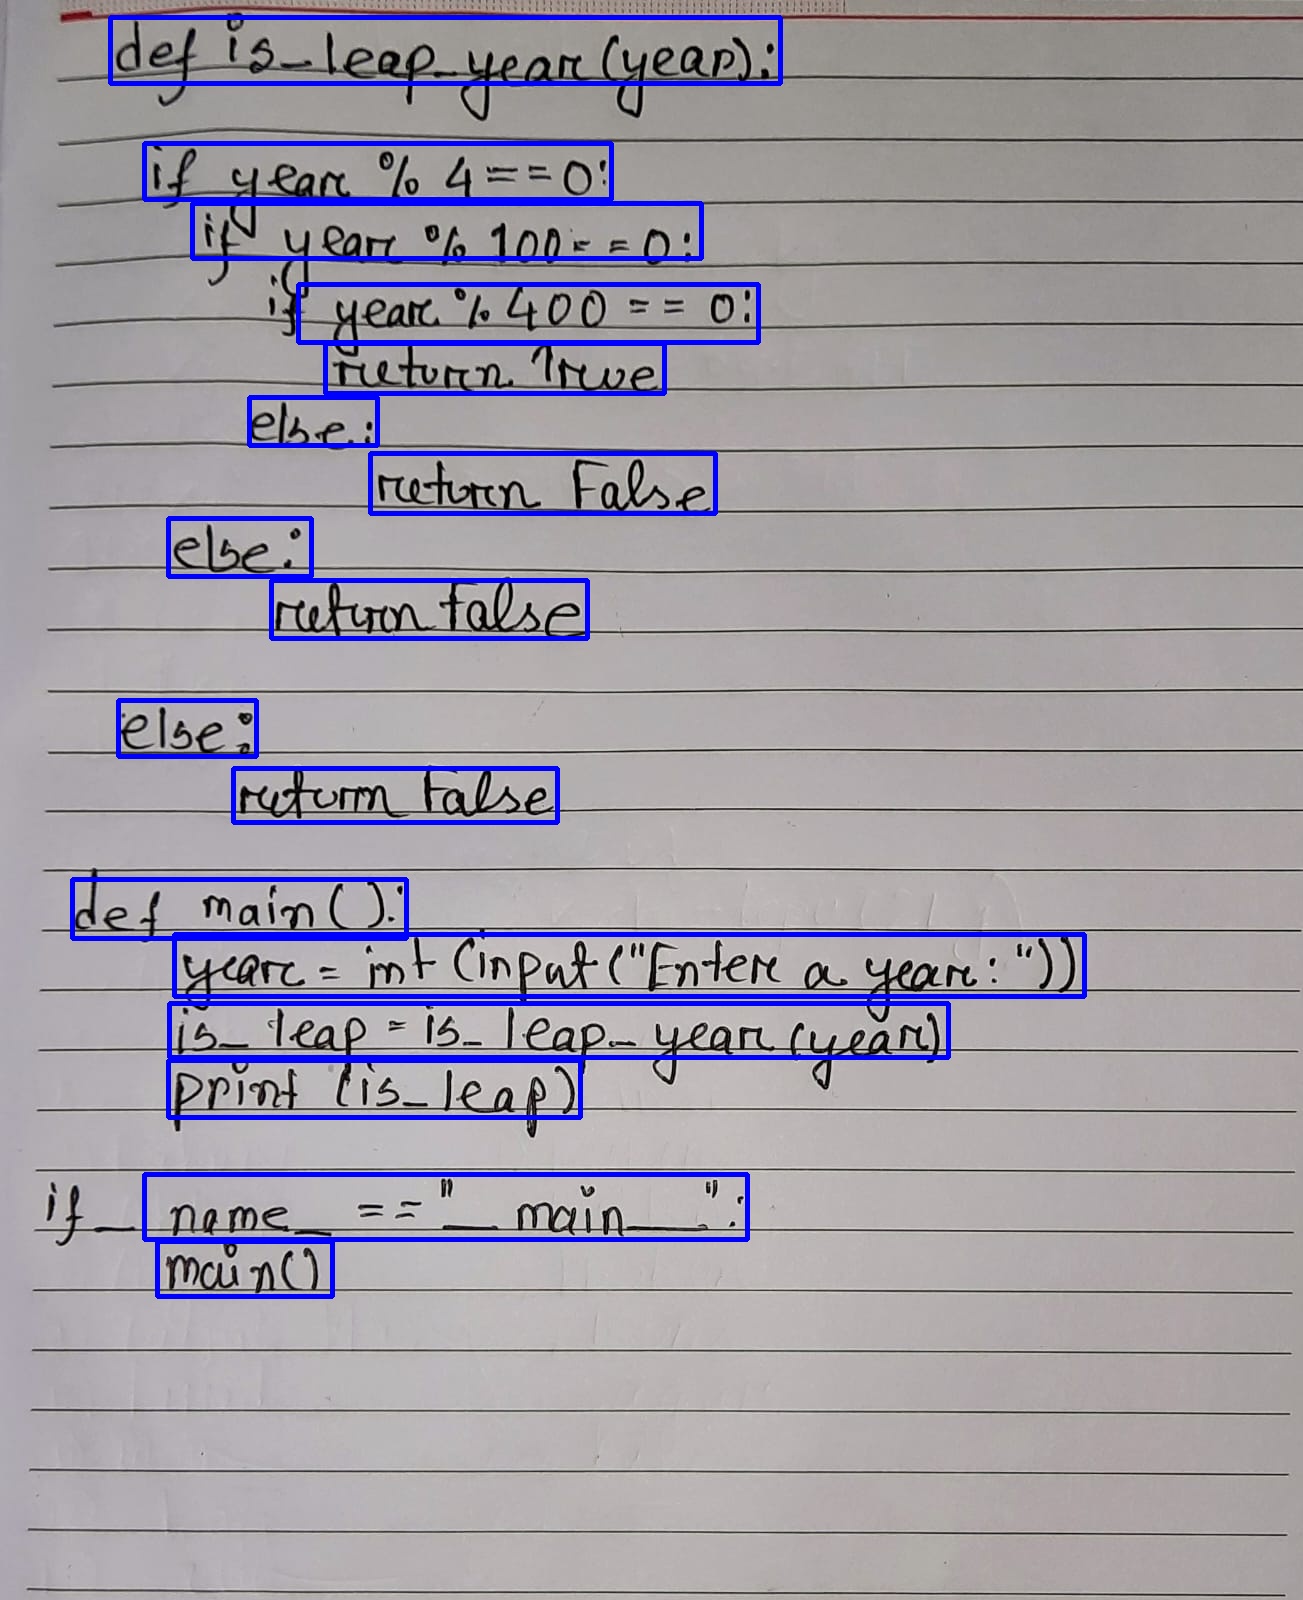 def is_leap_year(year):
if year % 4 == 0:
if year % 100 == 0:
if year % 400 == 0:
return True
else:
return False
else:
return False
else:
return False
def main():
year = int(input("Enter a year: "))
is_leap = is_leap_year(year)
print(is_leap)
if _ name_ == "_ main_":
main()